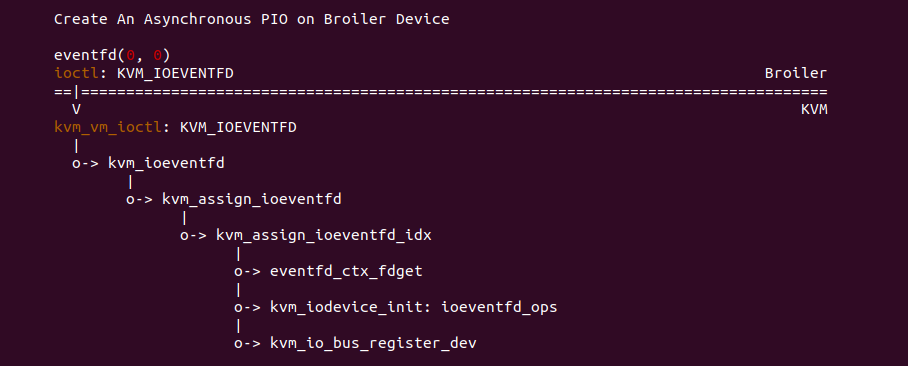 Create An Asynchronous PIO on Broiler Device
eventfd(0, 0)
ioctl: KVM_IOEVENTFD Broiler
==|===================================================================================
V KVM
kvm_vm_ioctl: KVM_IOEVENTFD
|
o-> kvm_ioeventfd
|
o-> kvm_assign_ioeventfd
|
o-> kvm_assign_ioeventfd_idx
|
o-> eventfd_ctx_fdget
|
o-> kvm_iodevice_init: ioeventfd_ops
|
o-> kvm_io_bus_register_dev